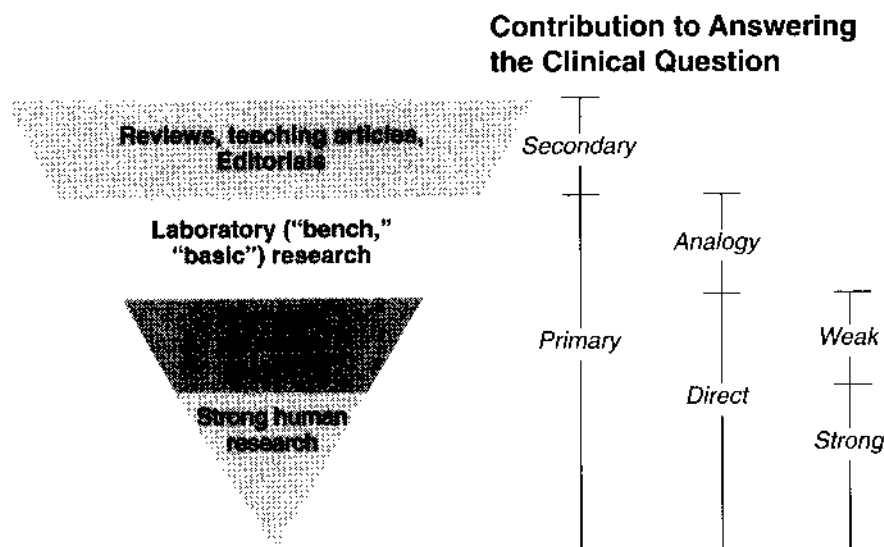 Contribution to Answering
the Clinical Question
Reviews, teaching articles,
Editorials
Secondary
Laboratory ("bench,"
"basic") research
Analogy
Primary
Weak
Direct
Strong human
research
Strong